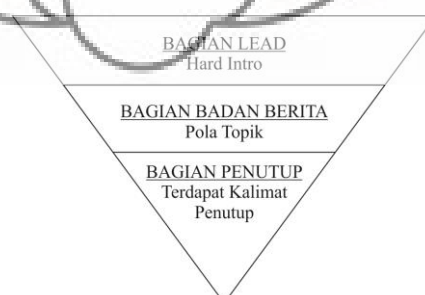 BAGIAN LEAD
Hard Intro
BAGIAN BADAN BERITA
Pola Topik
BAGIAN PENUTUP
Terdapat Kalimat
Penutup